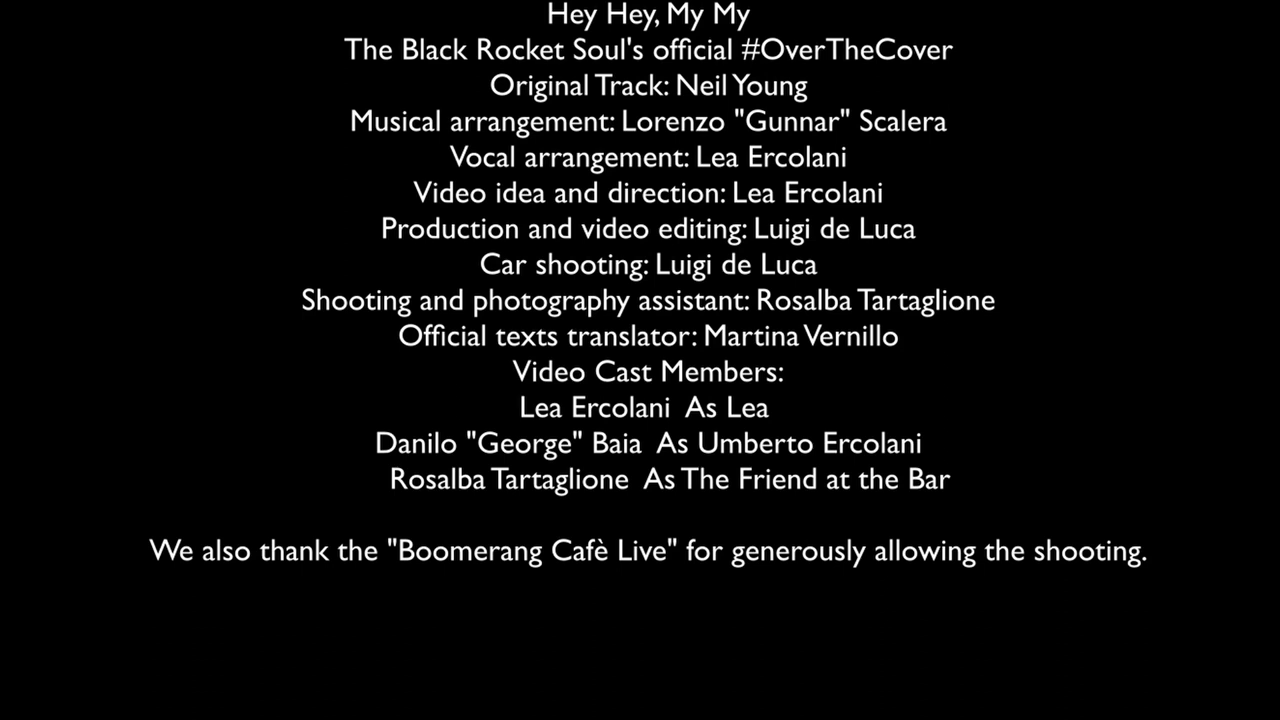 Hey Hey, My My
The Black Rocket Soul's official #OverTheCover
Original Track: Neil Young
Musical arrangement: Lorenzo "Gunnar" Scalera
Vocal arrangement: Lea Ercolani
Video idea and direction: Lea Ercolani
Production and video editing: Luigi de Luca
Car shooting: Luigi de Luca
Shooting and photography assistant: Rosalba Tartaglione
Official texts translator: Martina Vernillo
Video Cast Members:
Lea Ercolani As Lea
Danilo "George" Baia As Umberto Ercolani
Rosalba Tartaglione As The Friend at the Bar
We also thank the "Boomerang Cafè Live" for generously allowing the shooting.